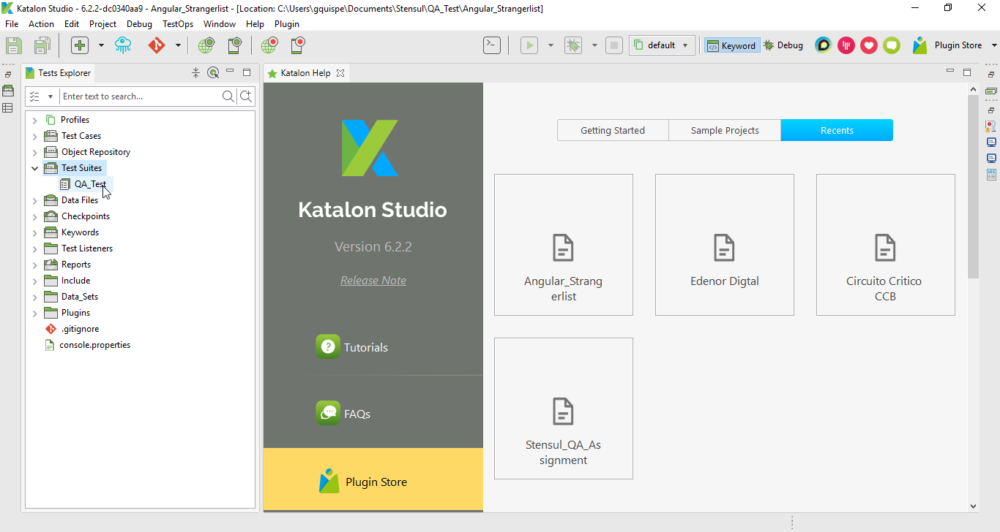 Katalon Studio - 6.2.2-dc0340aa9 - Angular_Strangerlist - [Location: C:\Users\gquispe\Documents\Stensul\QA_Test\Angular_Strangerlist]
File Action Edit Project Debug TestOps Window Help Plugin
default Keyword Debug Plugin Store
Tests Explorer
Enter text to search...
Profiles
Test Cases
Object Repository
Test Suites
QA_Test
Data Files
Checkpoints
Keywords
Test Listeners
Reports
Include
Data_Sets
Plugins
.gitignore
console.properties
Katalon Help
Katalon Studio
Version 6.2.2
Release Note
Tutorials
FAQs
Plugin Store
Getting Started Sample Projects Recents
Angular_Strang
erlist
Edenor Digtal
Circuito Critico
CCB
Stensul_QA_As
signment